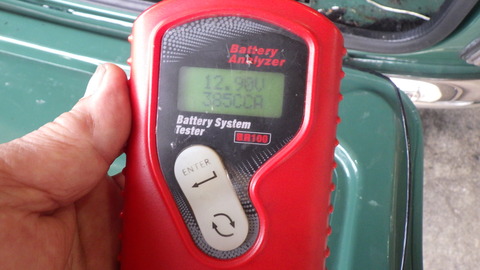 Battery
Analyzer
12.90V
385CCA
Battery System
Tester
ENTER